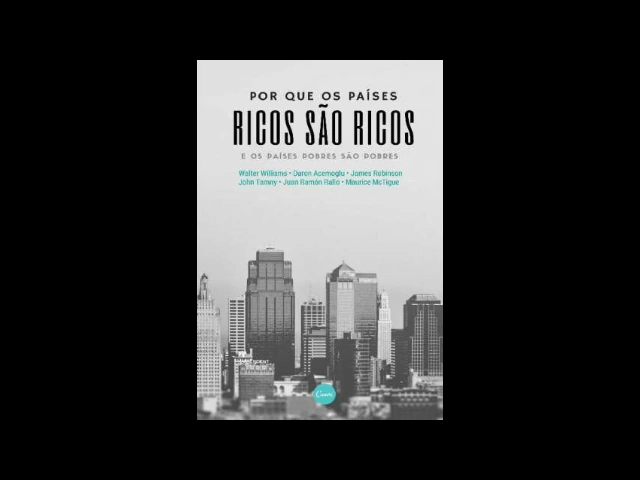 POR QUE OS PAÍSES
RICOS SÃO RICOS
E OS PAÍSES POBRES SÃO POBRES
Walter Williams • Daron Acemoglu • James Robinson
John Tamny • Juan Ramón Rallo • Maurice McTigue
Canva